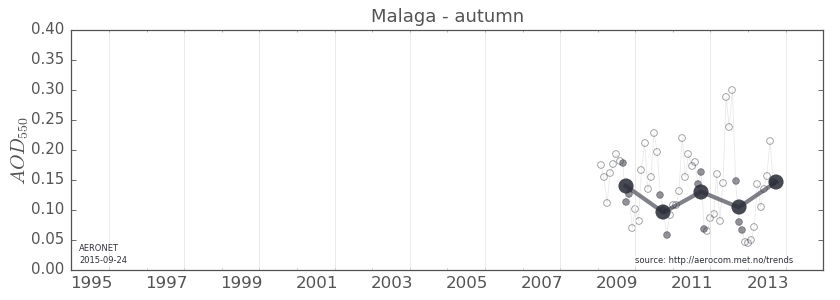 Malaga - autumn
0.40
0.35
0.30
0.25
0.20
0.15
0.10
0.05
0.00
AOD550
AERONET
2015-09-24
source: http://aerocom.met.no/trends
1995 1997 1999 2001 2003 2005 2007 2009 2011 2013